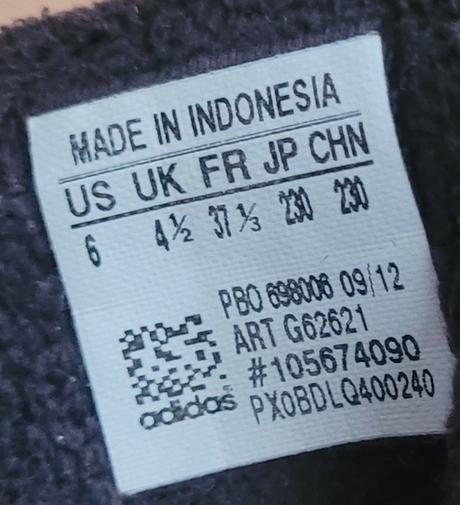 MADE IN INDONESIA
US UK FR JP CHN
6 4½ 37⅓ 230 230
PBO 698006 09/12
ART G62621
#105674090
PX0BDLQ400240
adidas